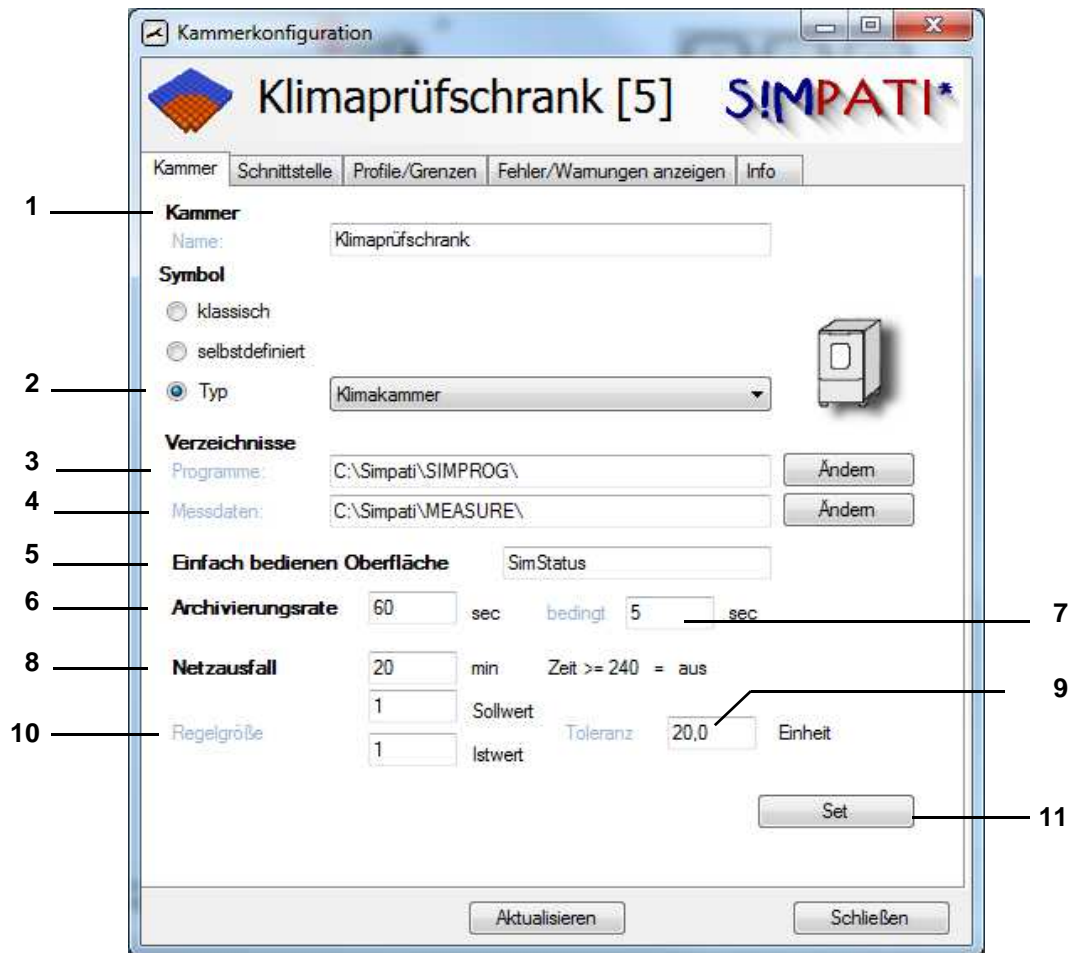 Kammerkonfiguration
Klimaprüfschrank [5] S!MPATI*
Kammer Schnittstelle Profile/Grenzen Fehler/Warnungen anzeigen Info
1 Kammer
Name: Klimaprüfschrank
Symbol
klassisch
selbstdefiniert
2 Typ Klimakammer
Verzeichnisse
3 Programme: C:\Simpati\SIMPROG\ Ändern
4 Messdaten: C:\Simpati\MEASURE\ Ändern
5 Einfach bedienen Oberfläche SimStatus
6 Archivierungsrate 60 sec bedingt 5 sec 7
8 Netzausfall 20 min Zeit >= 240 = aus
9
1 Sollwert
10 Regelgröße Toleranz 20,0 Einheit
1 Istwert
Set 11
Aktualisieren Schließen